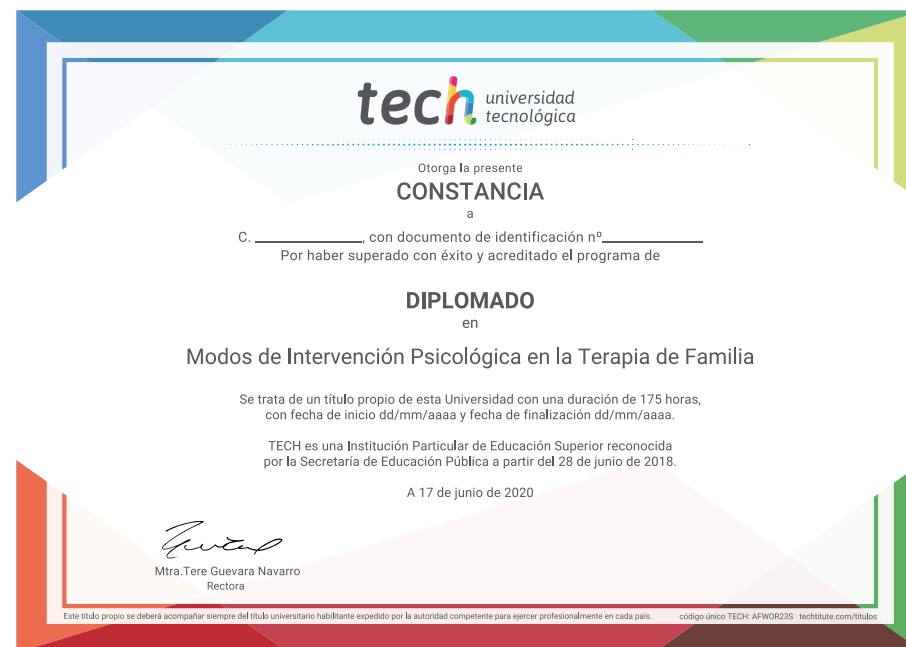 tech universidad
tecnológica
Otorga la presente
CONSTANCIA
a
C. ____________, con documento de identificación nº____________
Por haber superado con éxito y acreditado el programa de
DIPLOMADO
en
Modos de Intervención Psicológica en la Terapia de Familia
Se trata de un título propio de esta Universidad con una duración de 175 horas,
con fecha de inicio dd/mm/aaaa y fecha de finalización dd/mm/aaaa.
TECH es una Institución Particular de Educación Superior reconocida
por la Secretaría de Educación Pública a partir del 28 de junio de 2018.
A 17 de junio de 2020
Mtra.Tere Guevara Navarro
Rectora
Este título propio se deberá acompañar siempre del título universitario habilitante expedido por la autoridad competente para ejercer profesionalmente en cada país. código único TECH: AFWOR23S techtitute.com/titulos